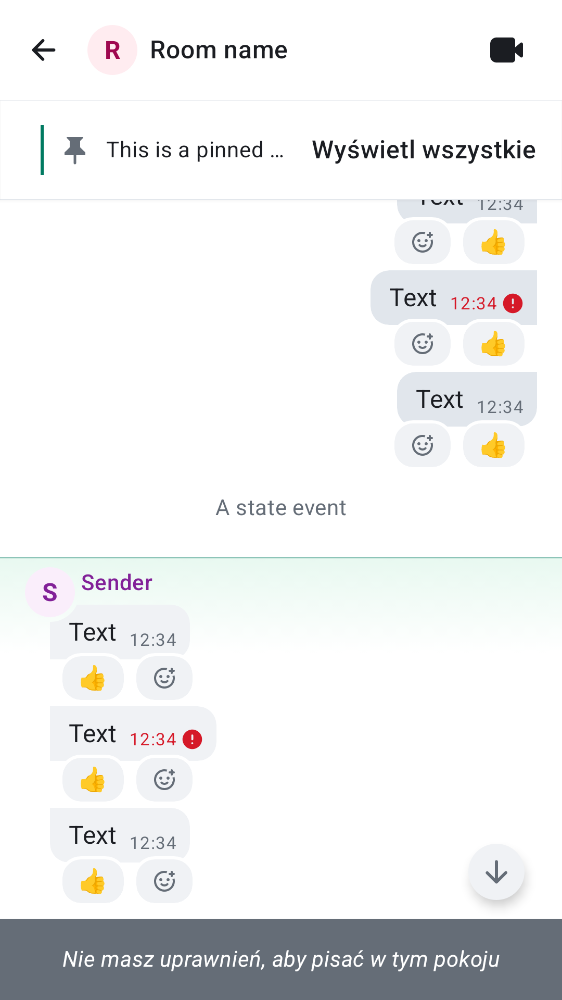 R Room name
This is a pinned … Wyświetl wszystkie
Text 12:34
Text 12:34
Text 12:34
A state event
S Sender
Text 12:34
Text 12:34
Text 12:34
Nie masz uprawnień, aby pisać w tym pokoju